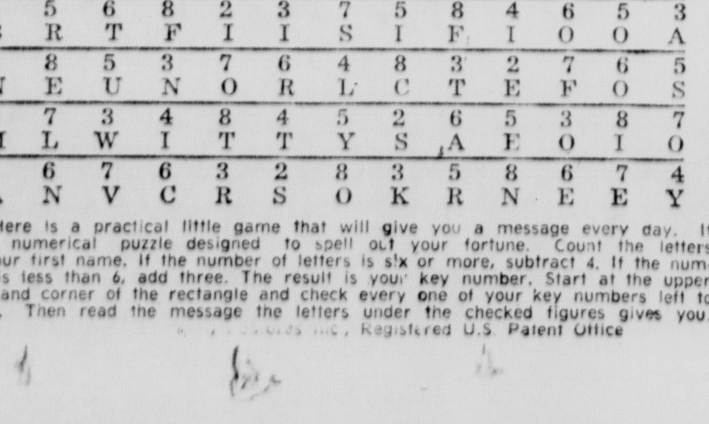 5 6 8 2 3 7 5 8 4 6 5 3
R T F I I S I F I O O A
8 5 3 7 6 4 8 3 2 7 6 5
E U N O R L C T E F O S
7 3 4 8 4 5 2 6 5 3 8 7
L W I T T Y S A E O I O
6 7 6 3 2 8 3 5 8 6 7 4
N V C R S O K R N E E Y
Here is a practical little game that will give you a message every day. It
numerical puzzle designed to spell out your fortune. Count the letters
ur first name. If the number of letters is six or more, subtract 4. If the num
is less than 6, add three. The result is your key number. Start at the upper
and corner of the rectangle and check every one of your key numbers left to
. Then read the message the letters under the checked figures gives you.
Inc., Registered U.S. Patent Office